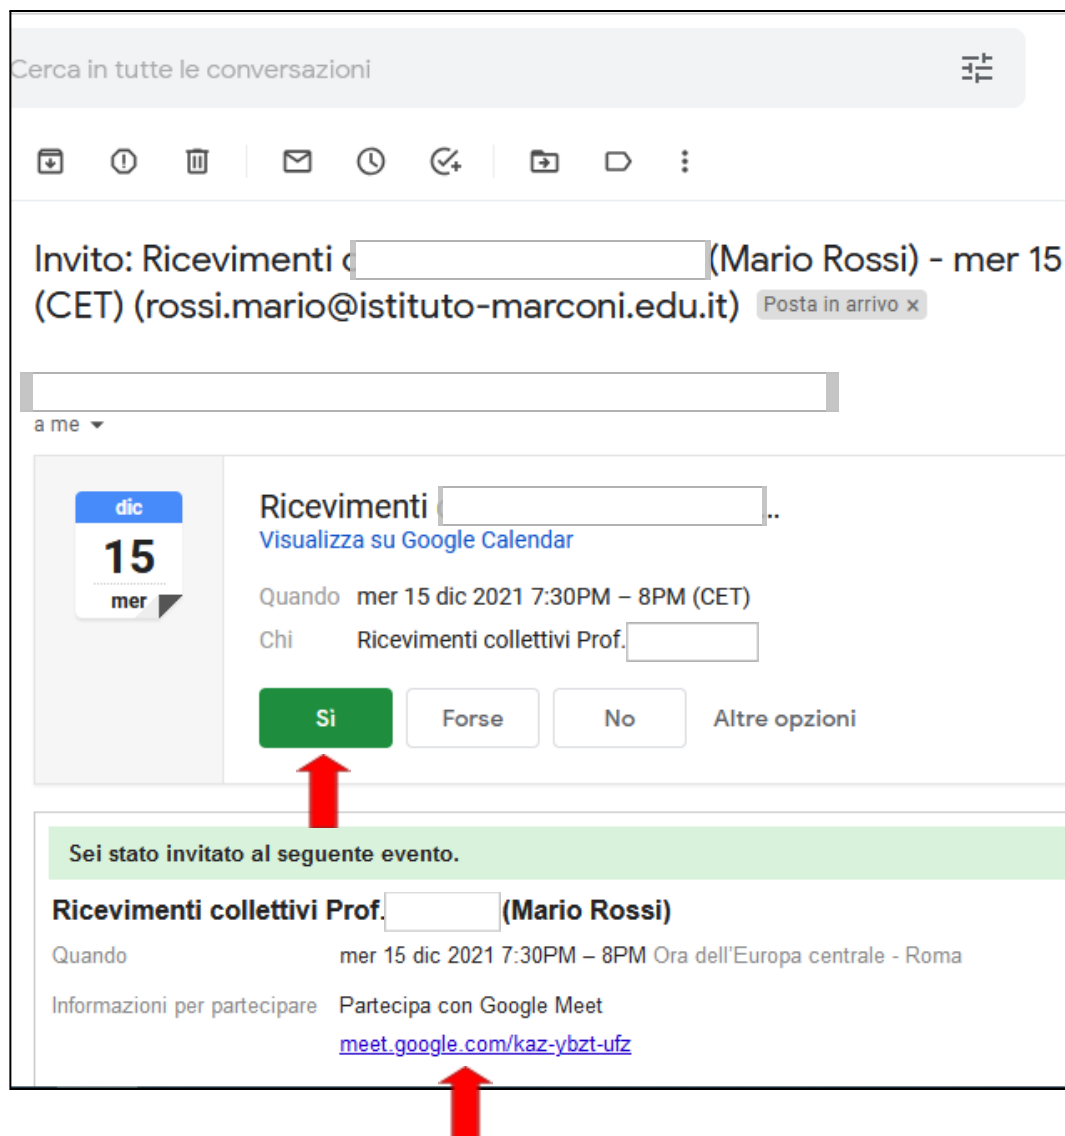 Cerca in tutte le conversazioni
Invito: Ricevimenti (Mario Rossi) - mer 15
(CET) (rossi.mario@istituto-marconi.edu.it) Posta in arrivo x
a me
dic
15
mer
Ricevimenti ...
Visualizza su Google Calendar
Quando mer 15 dic 2021 7:30PM – 8PM (CET)
Chi Ricevimenti collettivi Prof.
Sì Forse No Altre opzioni
Sei stato invitato al seguente evento.
Ricevimenti collettivi Prof. (Mario Rossi)
Quando mer 15 dic 2021 7:30PM – 8PM Ora dell'Europa centrale - Roma
Informazioni per partecipare Partecipa con Google Meet
meet.google.com/kaz-ybzt-ufz